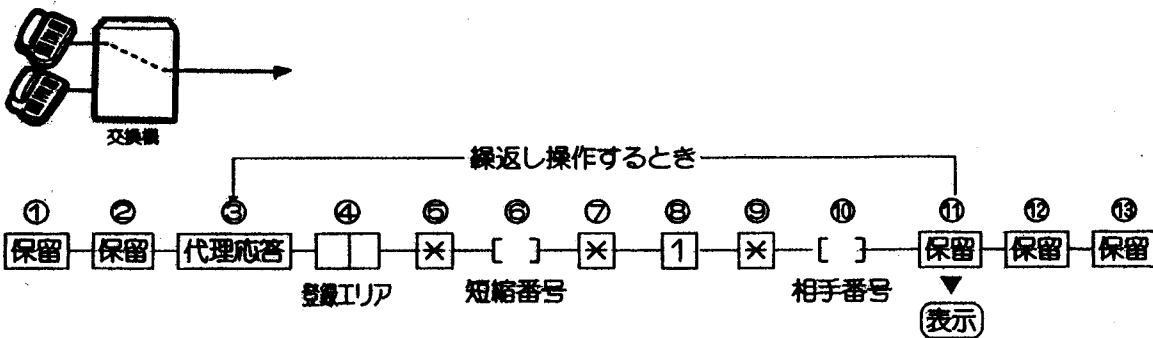 交換機
繰返し操作するとき
① ② ③ ④ ⑤ ⑥ ⑦ ⑧ ⑨ ⑩ ⑪ ⑫ ⑬
保留 保留 代理応答 * [ ] * 1 * [ ] 保留 保留 保留
登録エリア 短縮番号 相手番号
表示